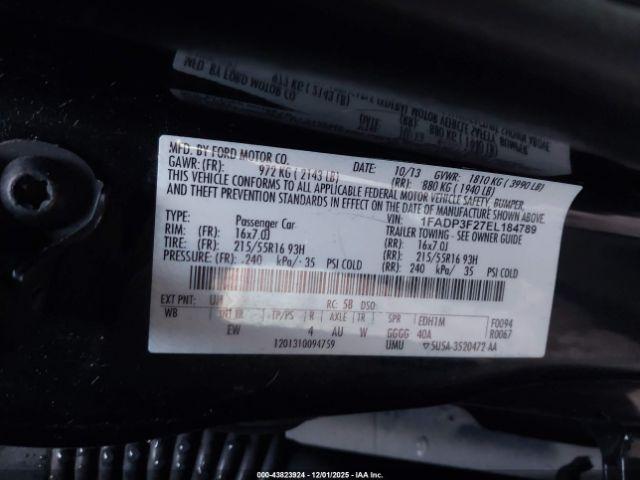 MFD. BY FORD MOTOR CO.
DATE: 10/13 GVWR: 1810 KG ( 3990 LB)
GAWR: (FR): 972 KG ( 2143 LB) (RR): 880 KG ( 1940 LB)
THIS VEHICLE CONFORMS TO ALL APPLICABLE FEDERAL MOTOR VEHICLE SAFETY, BUMPER,
AND THEFT PREVENTION STANDARDS IN EFFECT ON THE DATE OF MANUFACTURE SHOWN ABOVE.
VIN: 1FADP3F27EL184789
TYPE: Passenger Car TRAILER TOWING - SEE OWNER GUIDE
RIM: (FR) 16x7.0J (RR) 16x7.0J
TIRE: (FR) 215/55R16 93H (RR) 215/55R16 93H
PRESSURE: (FR) 240 kPa/ 35 PSI COLD (RR) 240 kPa/ 35 PSI COLD
EXT PNT: RC: 58 DSO:
WB INT TR TP/PS R AXLE TR SPR EDH1M F0094
EW 4 AU W GGGG 40A R0067
1201310094759 UMU 5U5A-3520472-AA
000-43823924 - 12/01/2025 - IAA Inc.